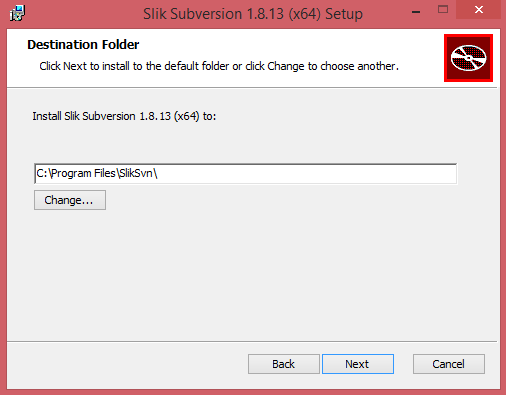 Slik Subversion 1.8.13 (x64) Setup
Destination Folder
Click Next to install to the default folder or click Change to choose another.
Install Slik Subversion 1.8.13 (x64) to:
C:\Program Files\SlikSvn\
Change...
Back
Next
Cancel